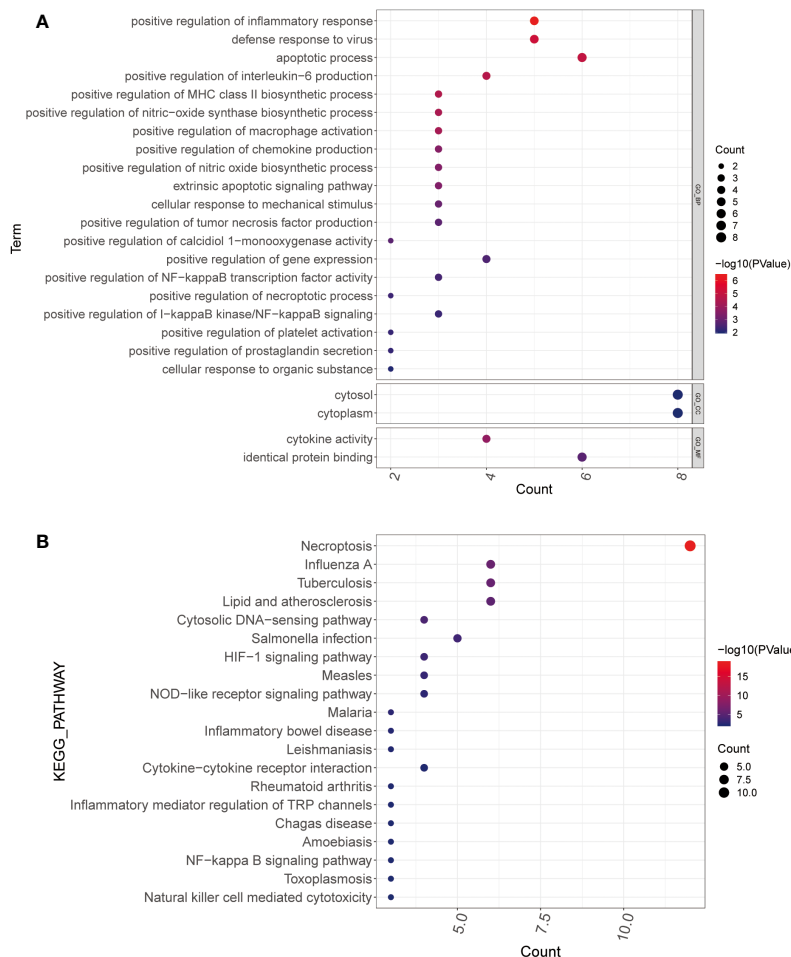 A
positive regulation of inflammatory response
defense response to virus
apoptotic process
positive regulation of interleukin−6 production
positive regulation of MHC class II biosynthetic process
positive regulation of nitric−oxide synthase biosynthetic process
positive regulation of macrophage activation
positive regulation of chemokine production
positive regulation of nitric oxide biosynthetic process
extrinsic apoptotic signaling pathway
cellular response to mechanical stimulus
positive regulation of tumor necrosis factor production
positive regulation of calcidiol 1−monooxygenase activity
positive regulation of gene expression
positive regulation of NF−kappaB transcription factor activity
positive regulation of necroptotic process
positive regulation of I−kappaB kinase/NF−kappaB signaling
positive regulation of platelet activation
positive regulation of prostaglandin secretion
cellular response to organic substance
cytosol
cytoplasm
cytokine activity
identical protein binding
Term
GO_BP
GO_CC
GO_MF
2 4 6 8
Count
Count
2
3
4
5
6
7
8
−log10(PValue)
6
5
4
3
2
B
Necroptosis
Influenza A
Tuberculosis
Lipid and atherosclerosis
Cytosolic DNA−sensing pathway
Salmonella infection
HIF−1 signaling pathway
Measles
NOD−like receptor signaling pathway
Malaria
Inflammatory bowel disease
Leishmaniasis
Cytokine−cytokine receptor interaction
Rheumatoid arthritis
Inflammatory mediator regulation of TRP channels
Chagas disease
Amoebiasis
NF−kappa B signaling pathway
Toxoplasmosis
Natural killer cell mediated cytotoxicity
KEGG_PATHWAY
5.0 7.5 10.0
Count
−log10(PValue
15
10
5
Count
5.0
7.5
10.0